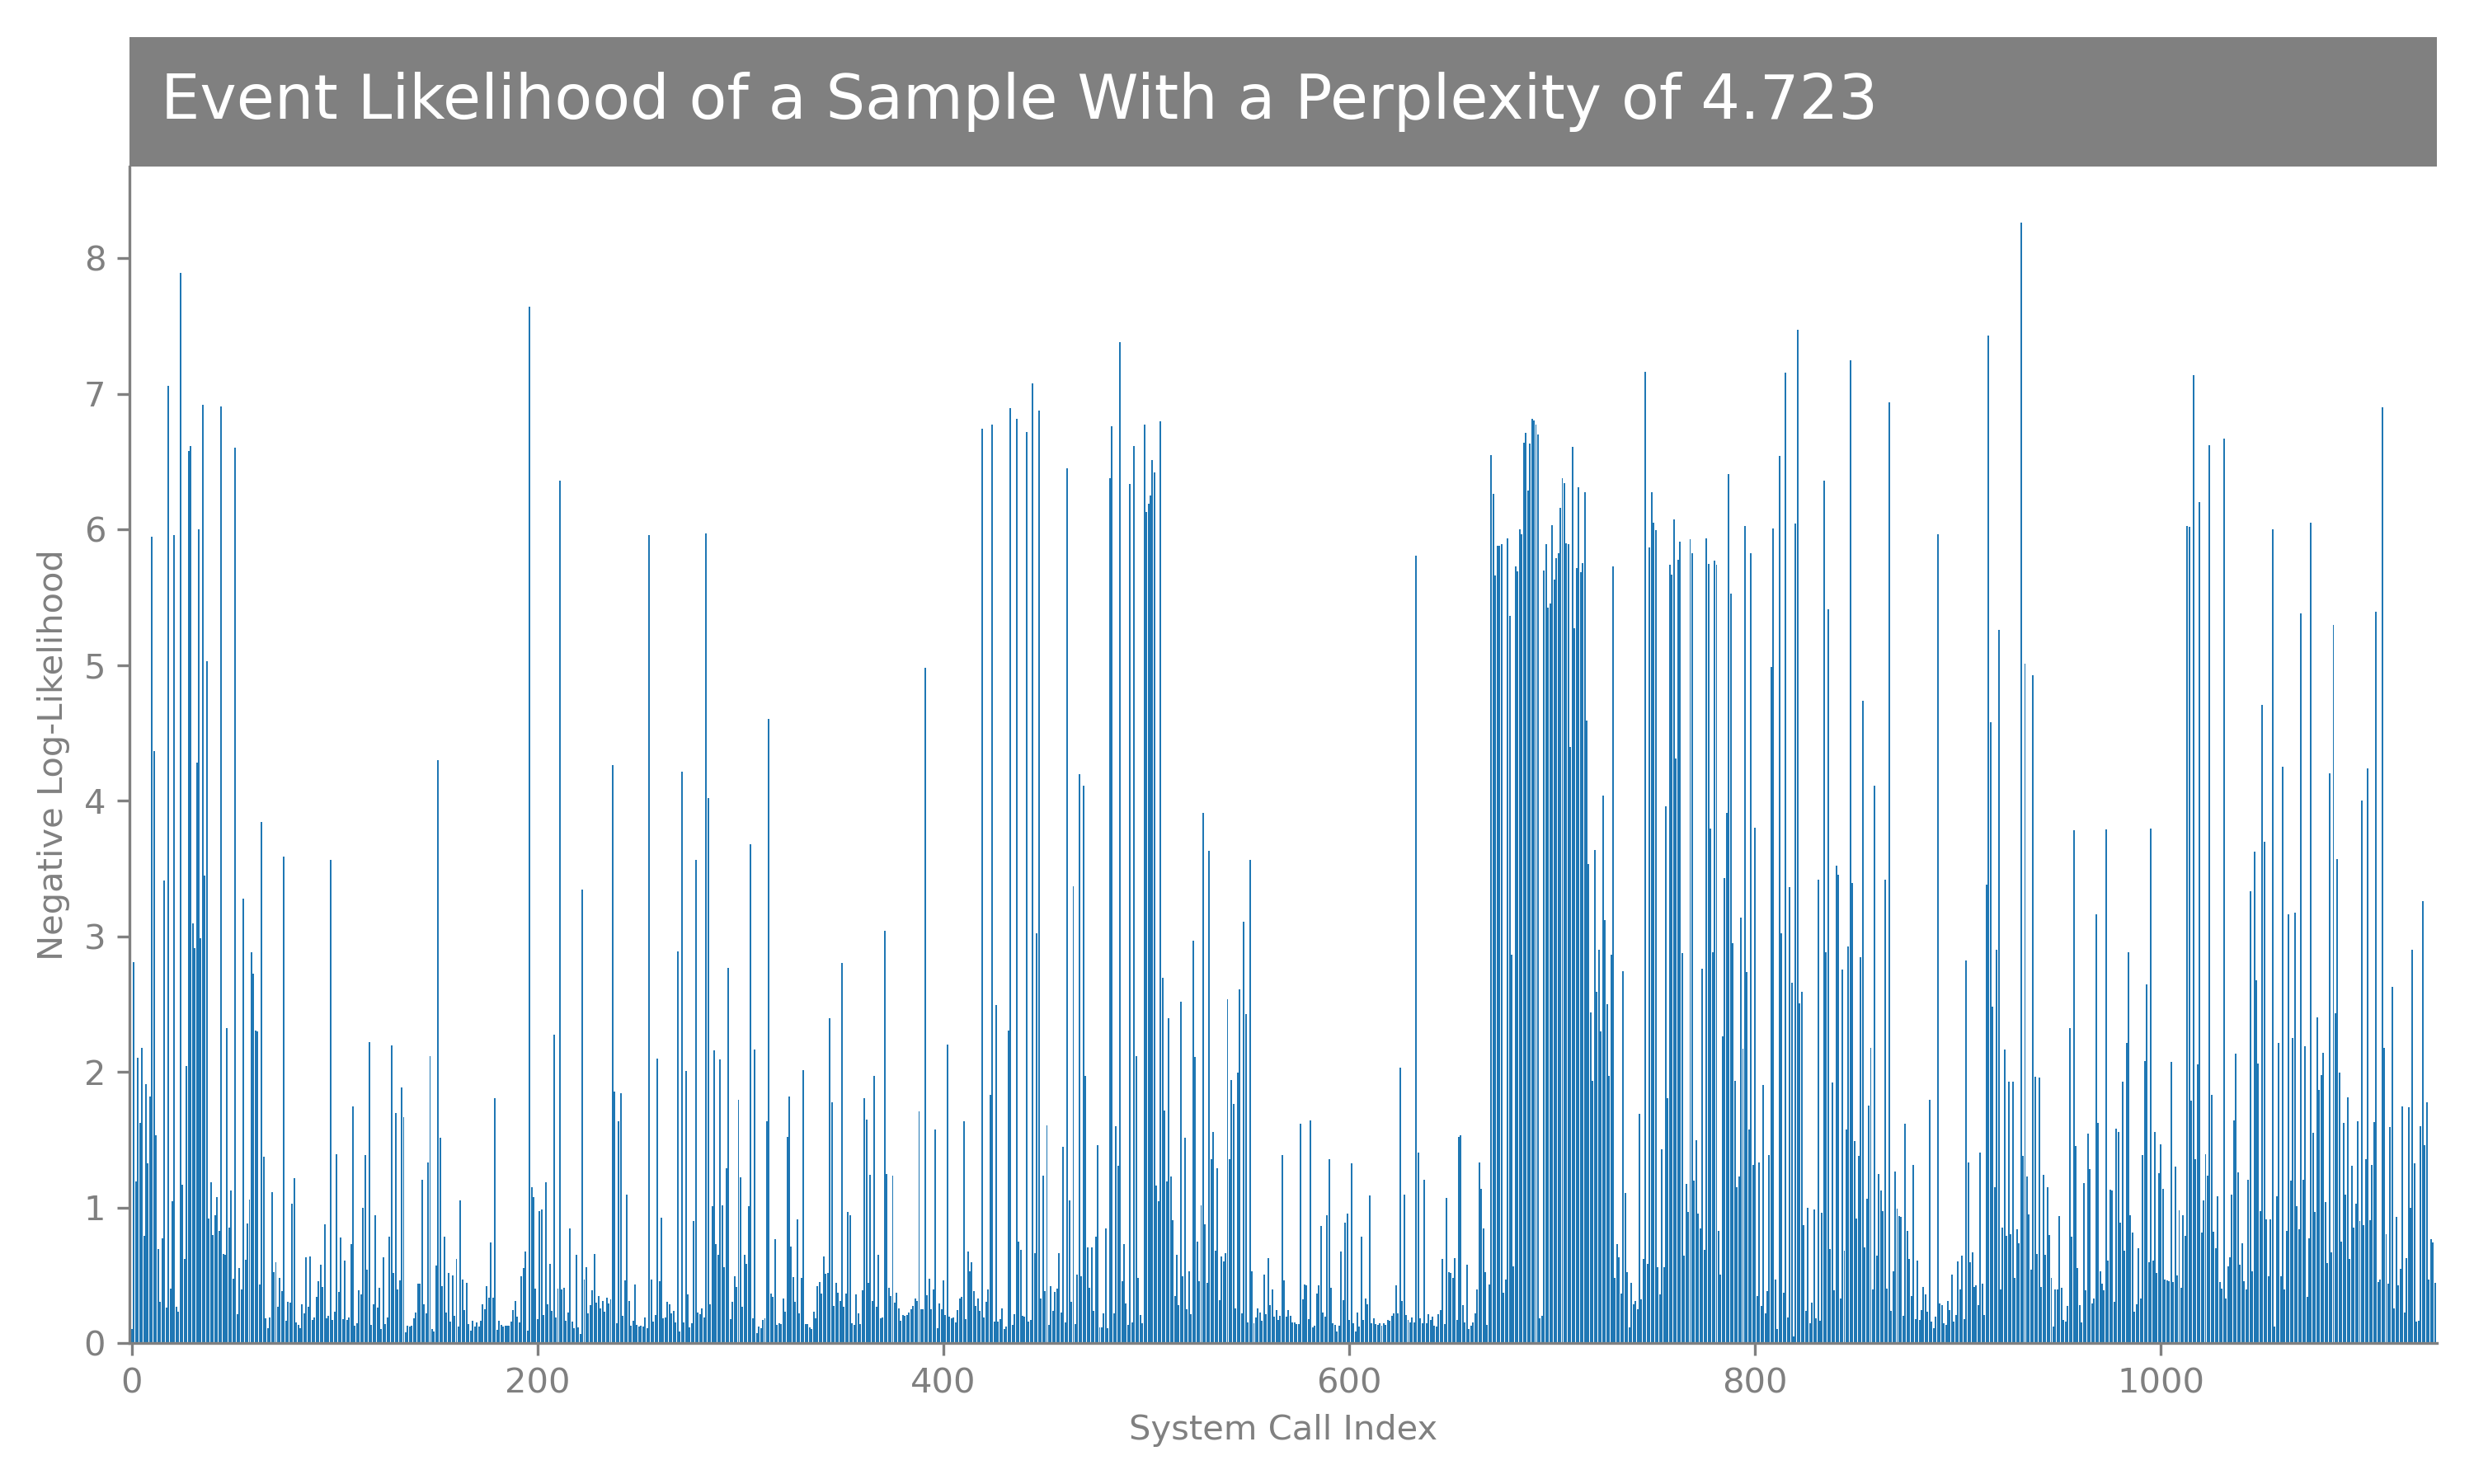 Event Likelihood of a Sample With a Perplexity of 4.723
8
7
6
5
4
3
2
1
0
Negative Log-Likelihood
0 200 400 600 800 1000
System Call Index